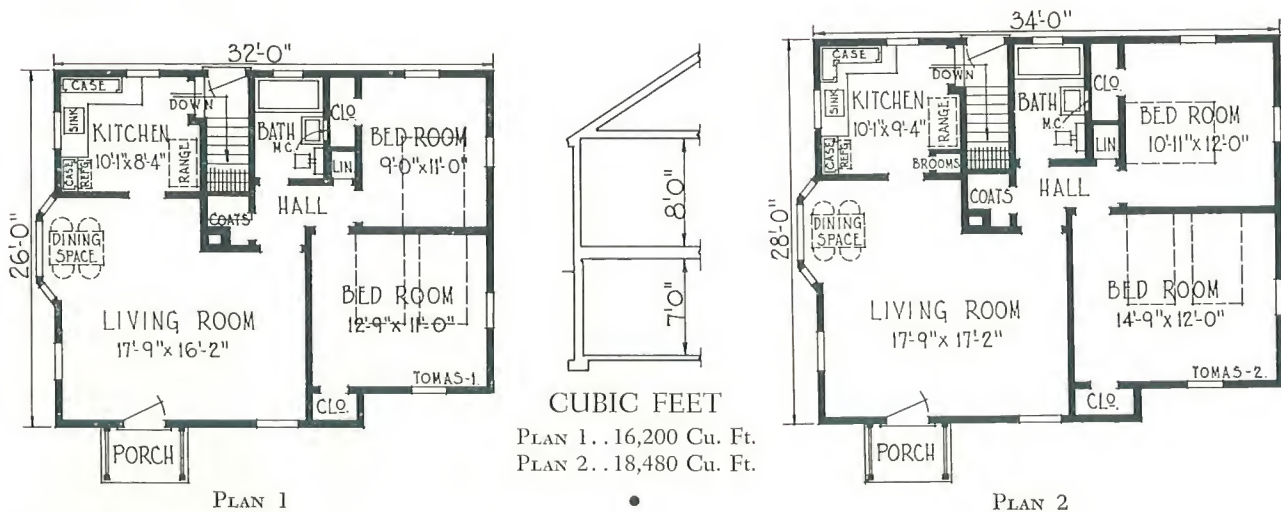 32'-0"
26'-0"
CASE
SINK
KITCHEN
10'-1"x8'-4"
CASE
REFG
RANGE
DOWN
BATH
M.C.
CLO.
LIN
BED ROOM
9'-0"x11'-0"
HALL
COATS
DINING
SPACE
LIVING ROOM
17'-9"x16'-2"
BED ROOM
12'-9"x11'-0"
TOMAS-1.
CLO.
PORCH
PLAN 1
8'0"
7'0"
CUBIC FEET
PLAN 1..16,200 Cu. Ft.
PLAN 2..18,480 Cu. Ft.
34'-0"
28'-0"
CASE
SINK
KITCHEN
10'-1"x9'-4"
CASE
REFG
RANGE
BROOMS
DOWN
BATH
M.C.
CLO.
LIN
BED ROOM
10'-11"x12'-0"
HALL
COATS
DINING
SPACE
LIVING ROOM
17'-9"x17'-2"
BED ROOM
14'-9"x12'-0"
TOMAS-2.
CLO.
PORCH
PLAN 2